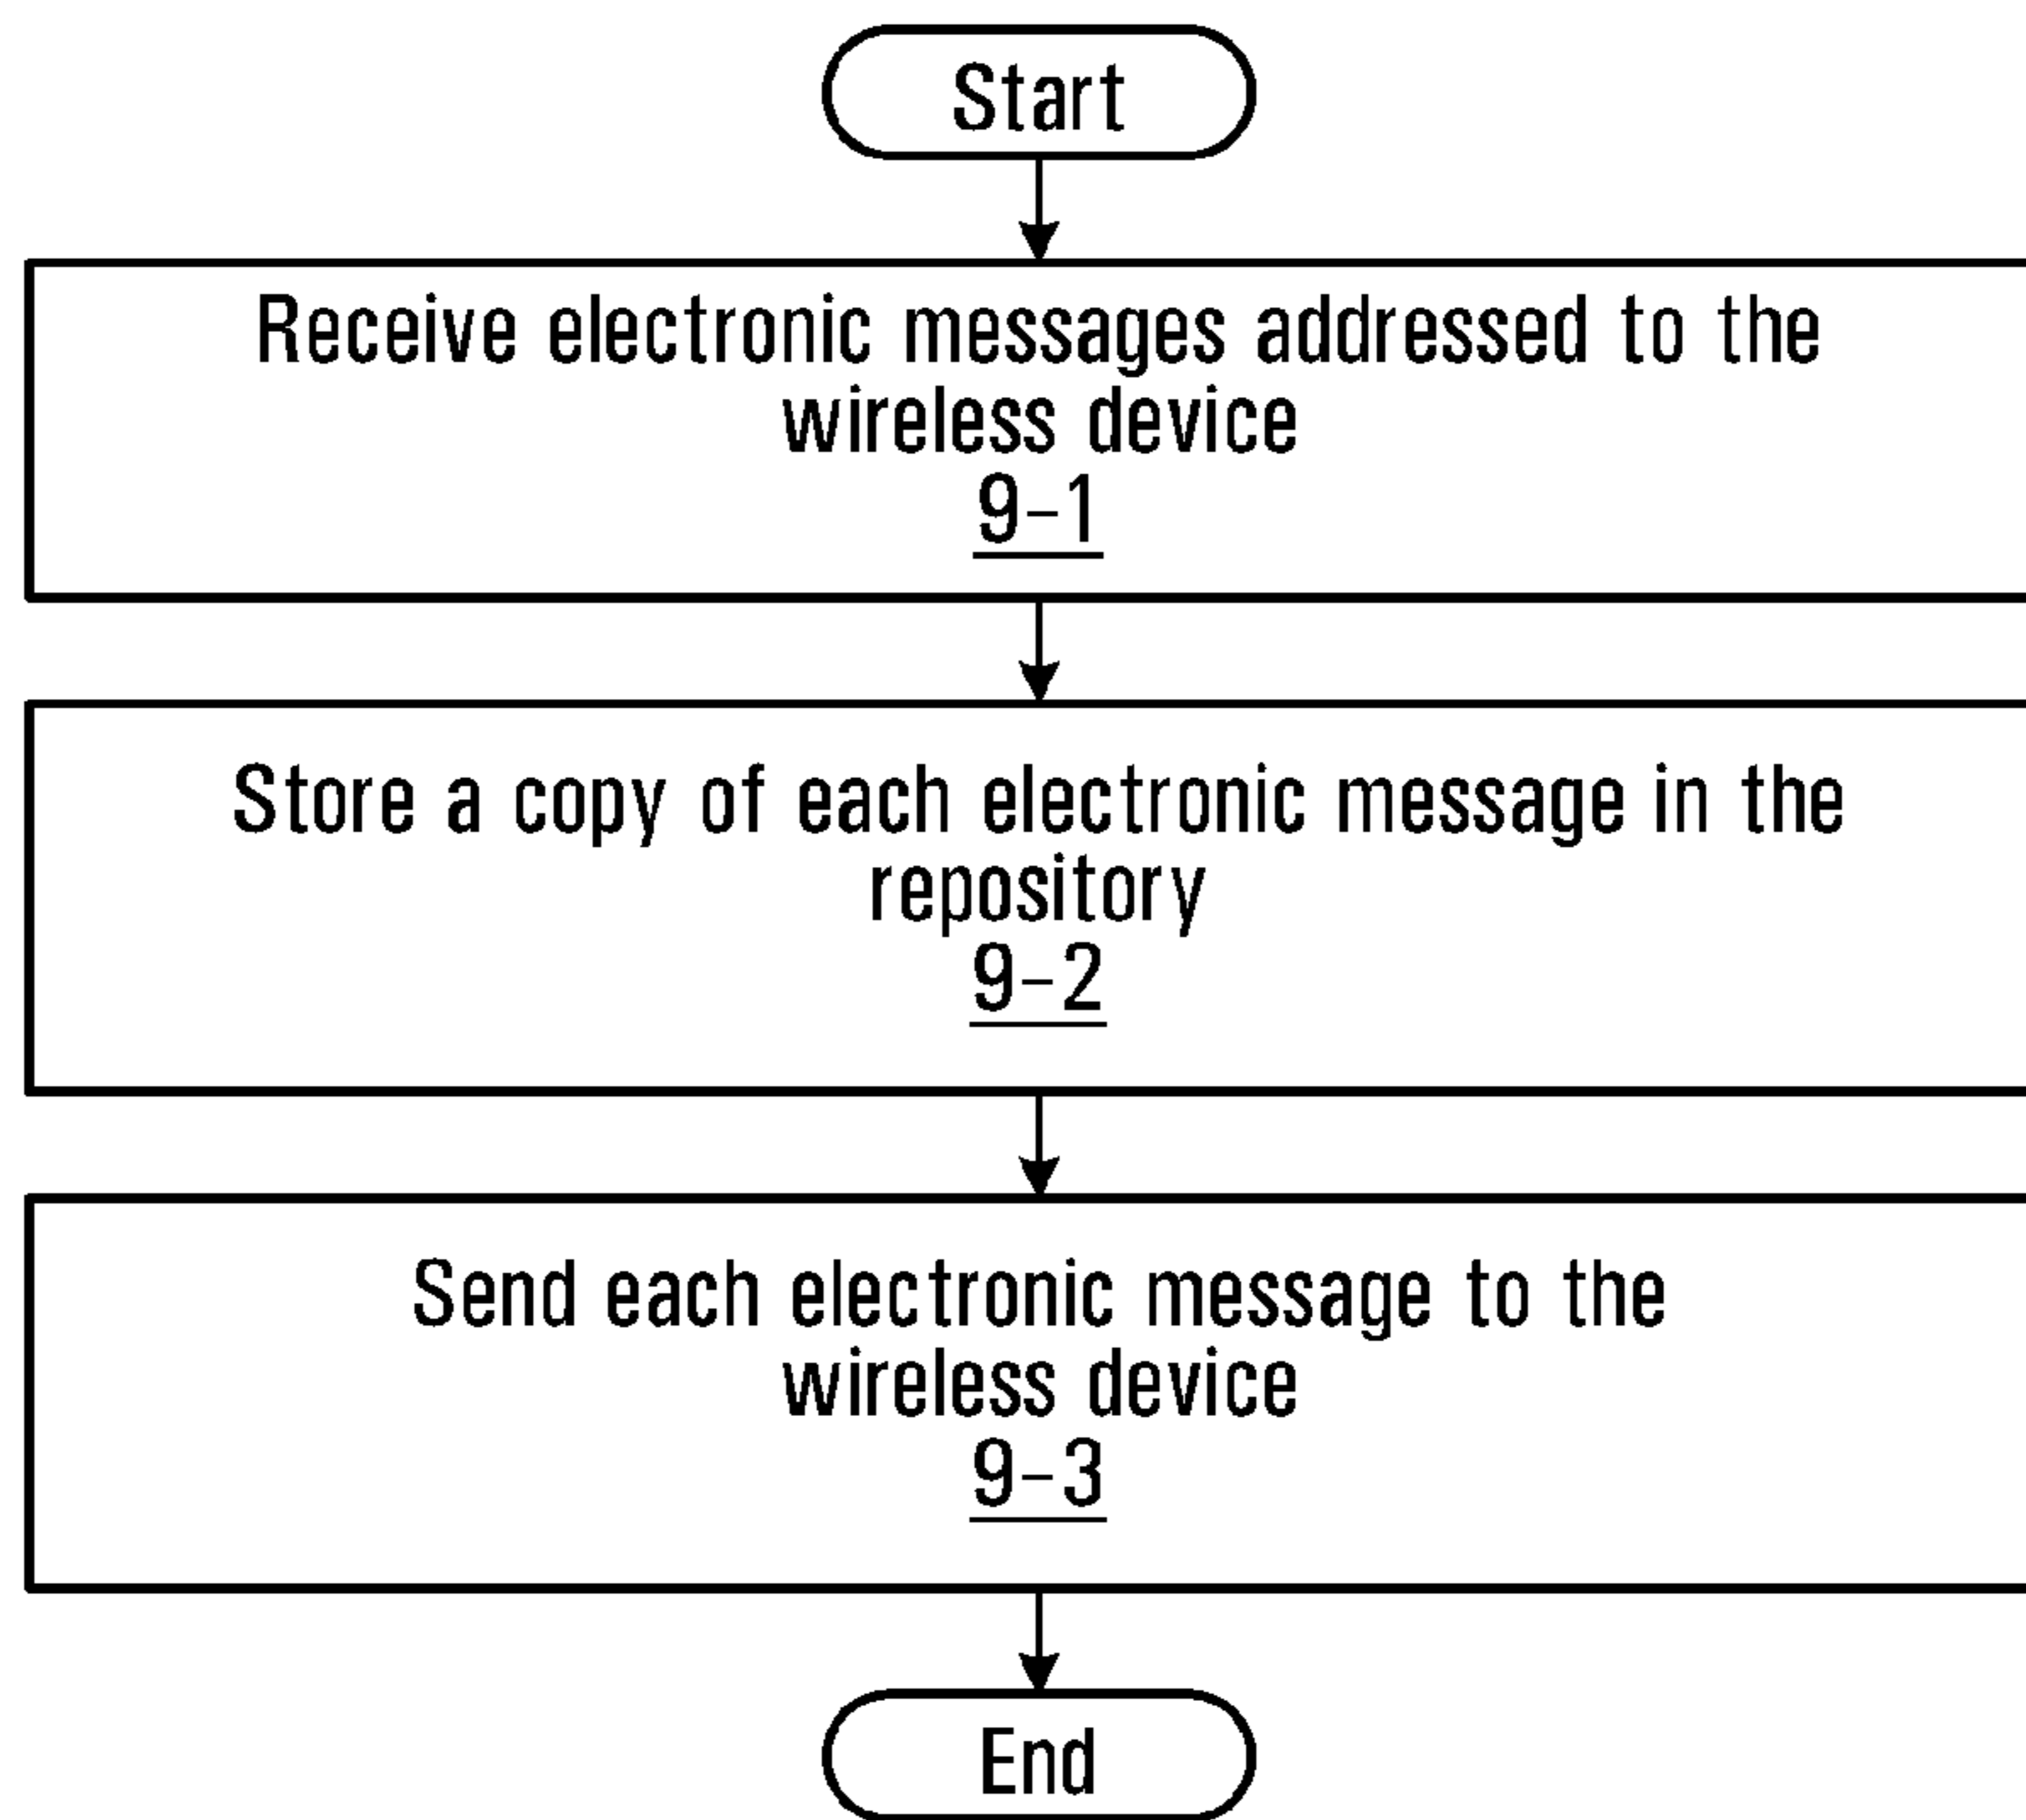 Start
Receive electronic messages addressed to the
wireless device
9-1
Store a copy of each electronic message in the
repository
9-2
Send each electronic message to the
wireless device
9-3
End